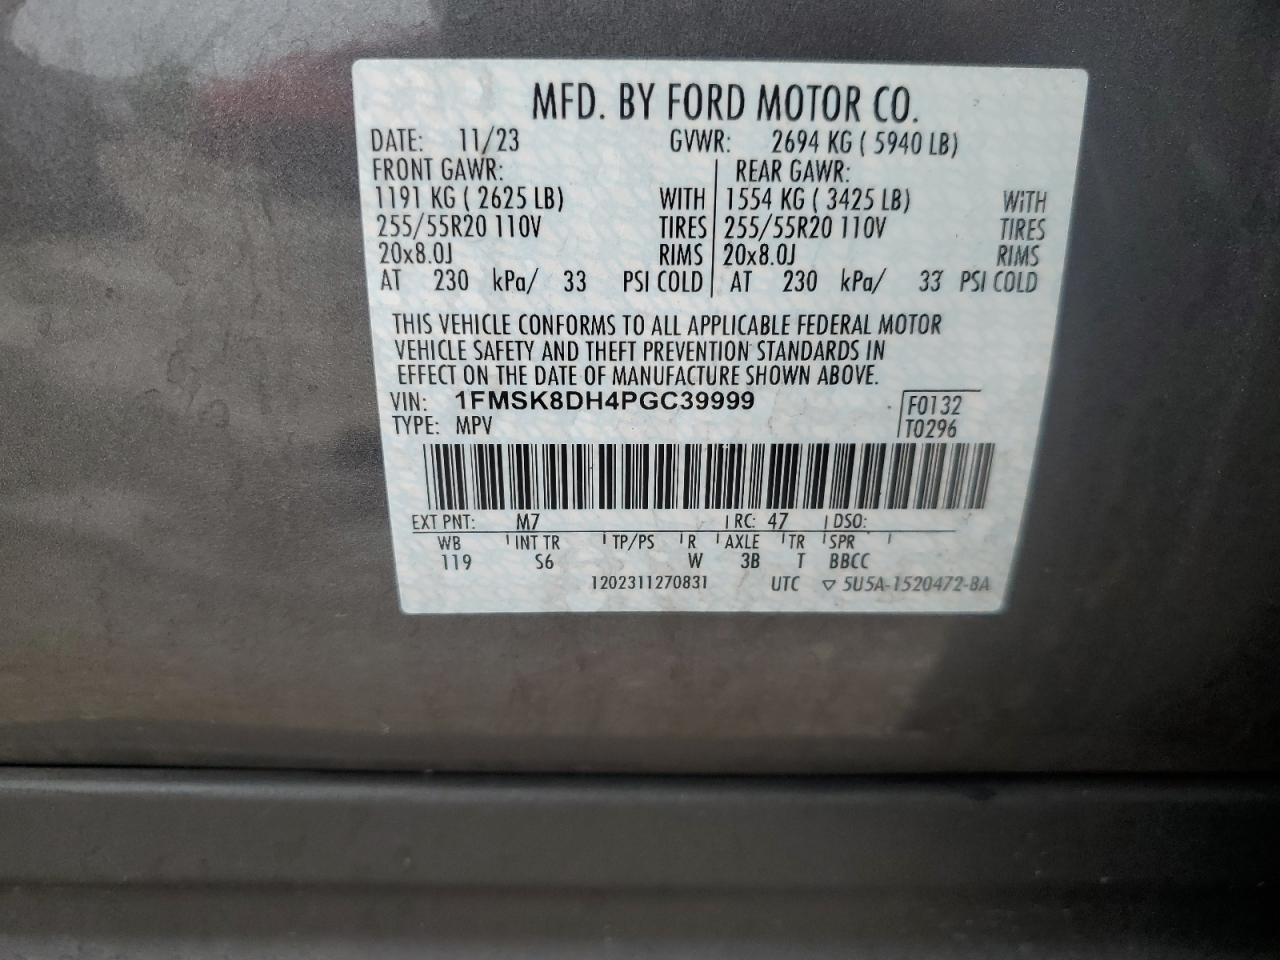 MFD. BY FORD MOTOR CO.
DATE: 11/23 GVWR: 2694 KG ( 5940 LB)
FRONT GAWR: REAR GAWR:
1191 KG ( 2625 LB) WITH 1554 KG ( 3425 LB) WITH
255/55R20 110V TIRES 255/55R20 110V TIRES
20x8.0J RIMS 20x8.0J RIMS
AT 230 kPa/ 33 PSI COLD AT 230 kPa/ 33 PSI COLD
THIS VEHICLE CONFORMS TO ALL APPLICABLE FEDERAL MOTOR
VEHICLE SAFETY AND THEFT PREVENTION STANDARDS IN
EFFECT ON THE DATE OF MANUFACTURE SHOWN ABOVE.
VIN: 1FMSK8DH4PGC39999 F0132
TYPE: MPV T0296
EXT PNT: M7 RC: 47 DSO:
WB INT TR TP/PS R AXLE TR SPR
119 S6 W 3B T BBCC
1202311270831 UTC ▽ 5U5A-1520472-BA